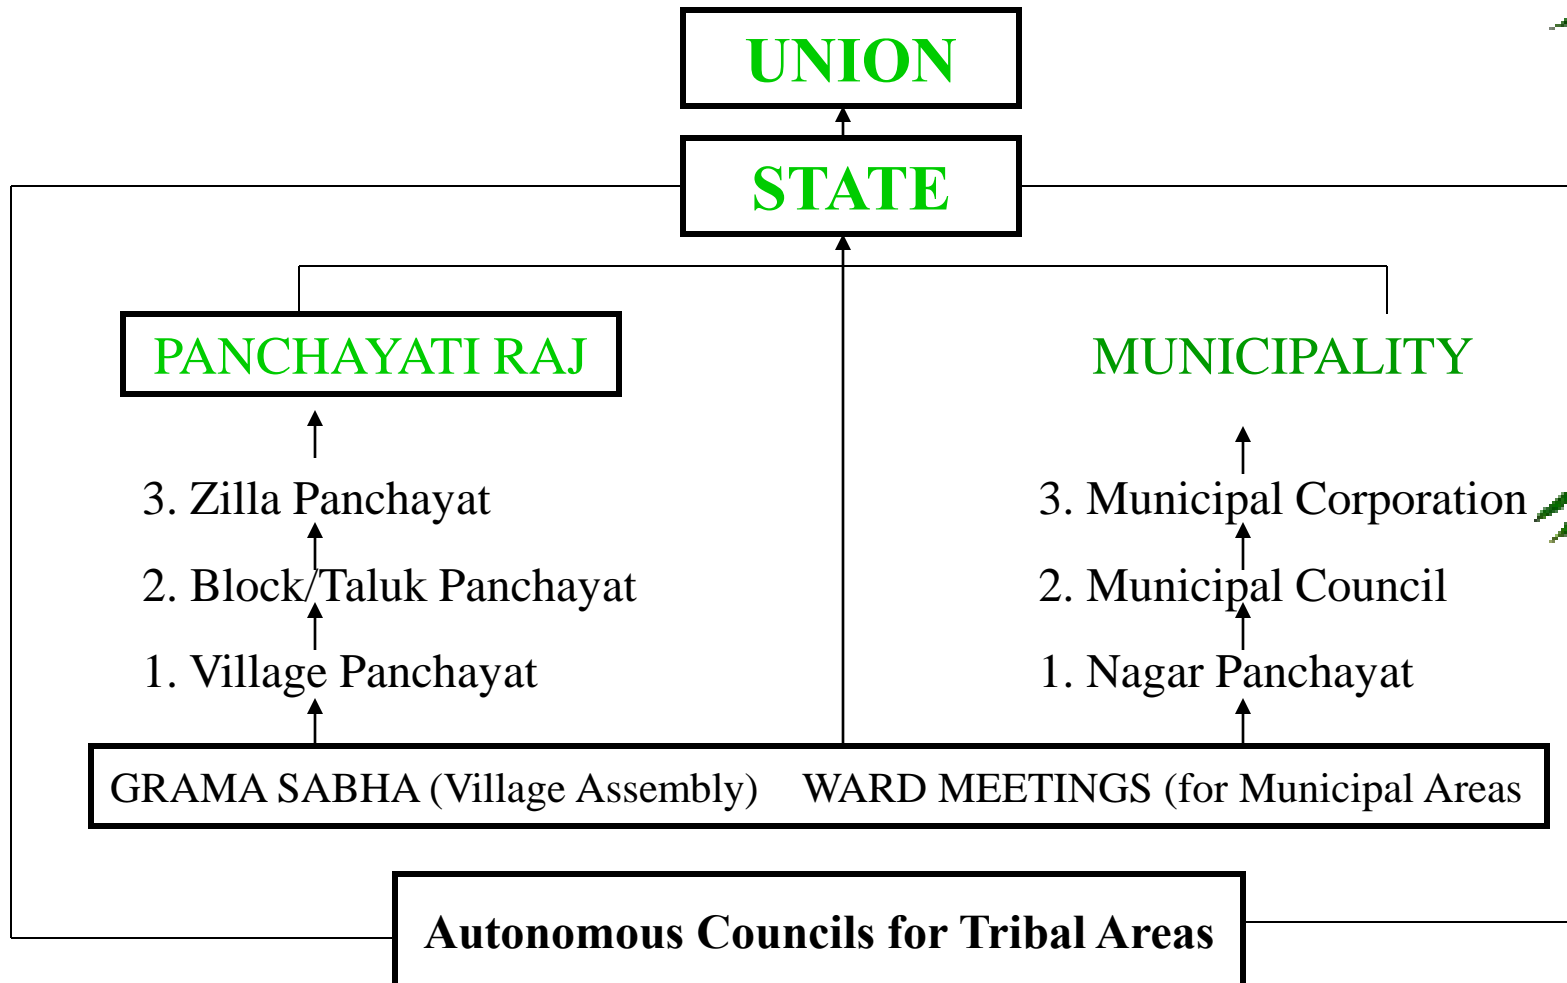 UNION
STATE
PANCHAYATI RAJ
MUNICIPALITY
3. Zilla Panchayat
2. Block/Taluk Panchayat
1. Village Panchayat
3. Municipal Corporation
2. Municipal Council
1. Nagar Panchayat
GRAMA SABHA (Village Assembly) WARD MEETINGS (for Municipal Areas
Autonomous Councils for Tribal Areas